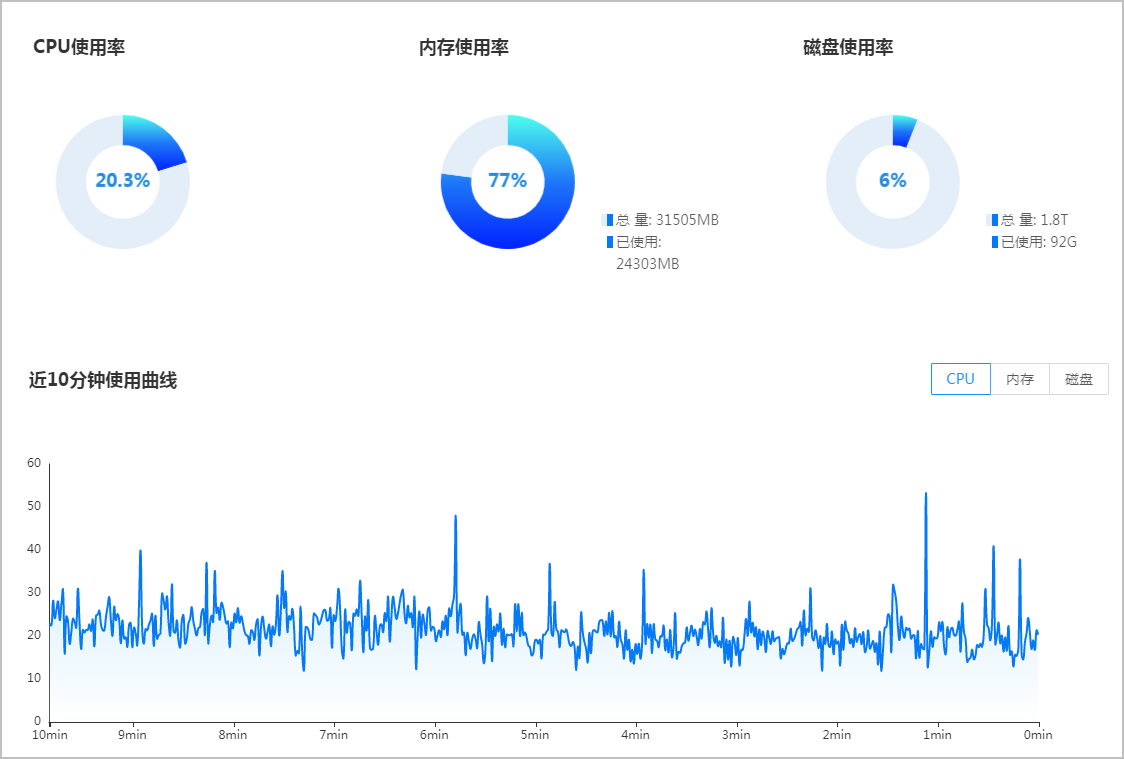 CPU使用率
内存使用率
磁盘使用率
20.3%
77%
6%
总 量: 31505MB
已使用:
24303MB
总 量: 1.8T
已使用: 92G
近10分钟使用曲线
CPU
内存
磁盘
60
50
40
30
20
10
0
10min
9min
8min
7min
6min
5min
4min
3min
2min
1min
0min